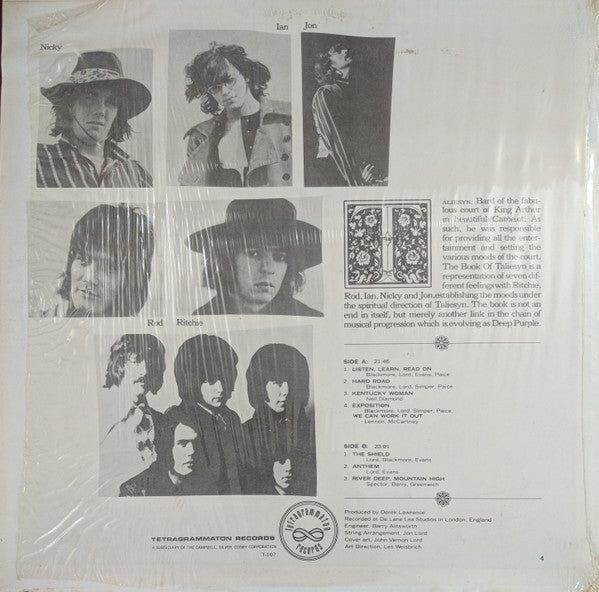 Ian Jon
Nicky
Rod Ritchie
TALIESYN: Bard of the fabu-
lous court of King Arthur
in beautiful Camelot. As
such, he was responsible
for providing all the enter-
tainment and setting the
various moods of the court.
The Book Of Taliesyn is a
representation of seven dif-
ferent feelings with Ritchie,
Rod, Ian, Nicky and Jon, establishing the moods under
the spiritual direction of Taliesyn. The book is not an
end in itself, but merely another link in the chain of
musical progression which is evolving as Deep Purple.
SIDE A: 21:46
1. LISTEN, LEARN, READ ON
Blackmore, Lord, Evans, Paice
2. HARD ROAD
Blackmore, Lord, Simper, Paice
3. KENTUCKY WOMAN
Neil Diamond
4. EXPOSITION
Blackmore, Lord, Simper, Paice,
WE CAN WORK IT OUT
Lennon, McCartney
SIDE B: 23:01
1. THE SHIELD
Lord, Blackmore, Evans
2. ANTHEM
Lord, Evans
3. RIVER DEEP, MOUNTAIN HIGH
Spector, Barry, Greenwich
Produced by Derek Lawrence
Recorded at De Lane Lea Studios in London, England
Engineer, Barry Ainsworth
String Arrangement, Jon Lord
Cover art, John Vernon Lord
Art Direction, Les Weisbrich
tetragrammaton
records
TETRAGRAMMATON RECORDS
A SUBSIDIARY OF THE CAMPBELL, SILVER, COSBY CORPORATION
T-107
4